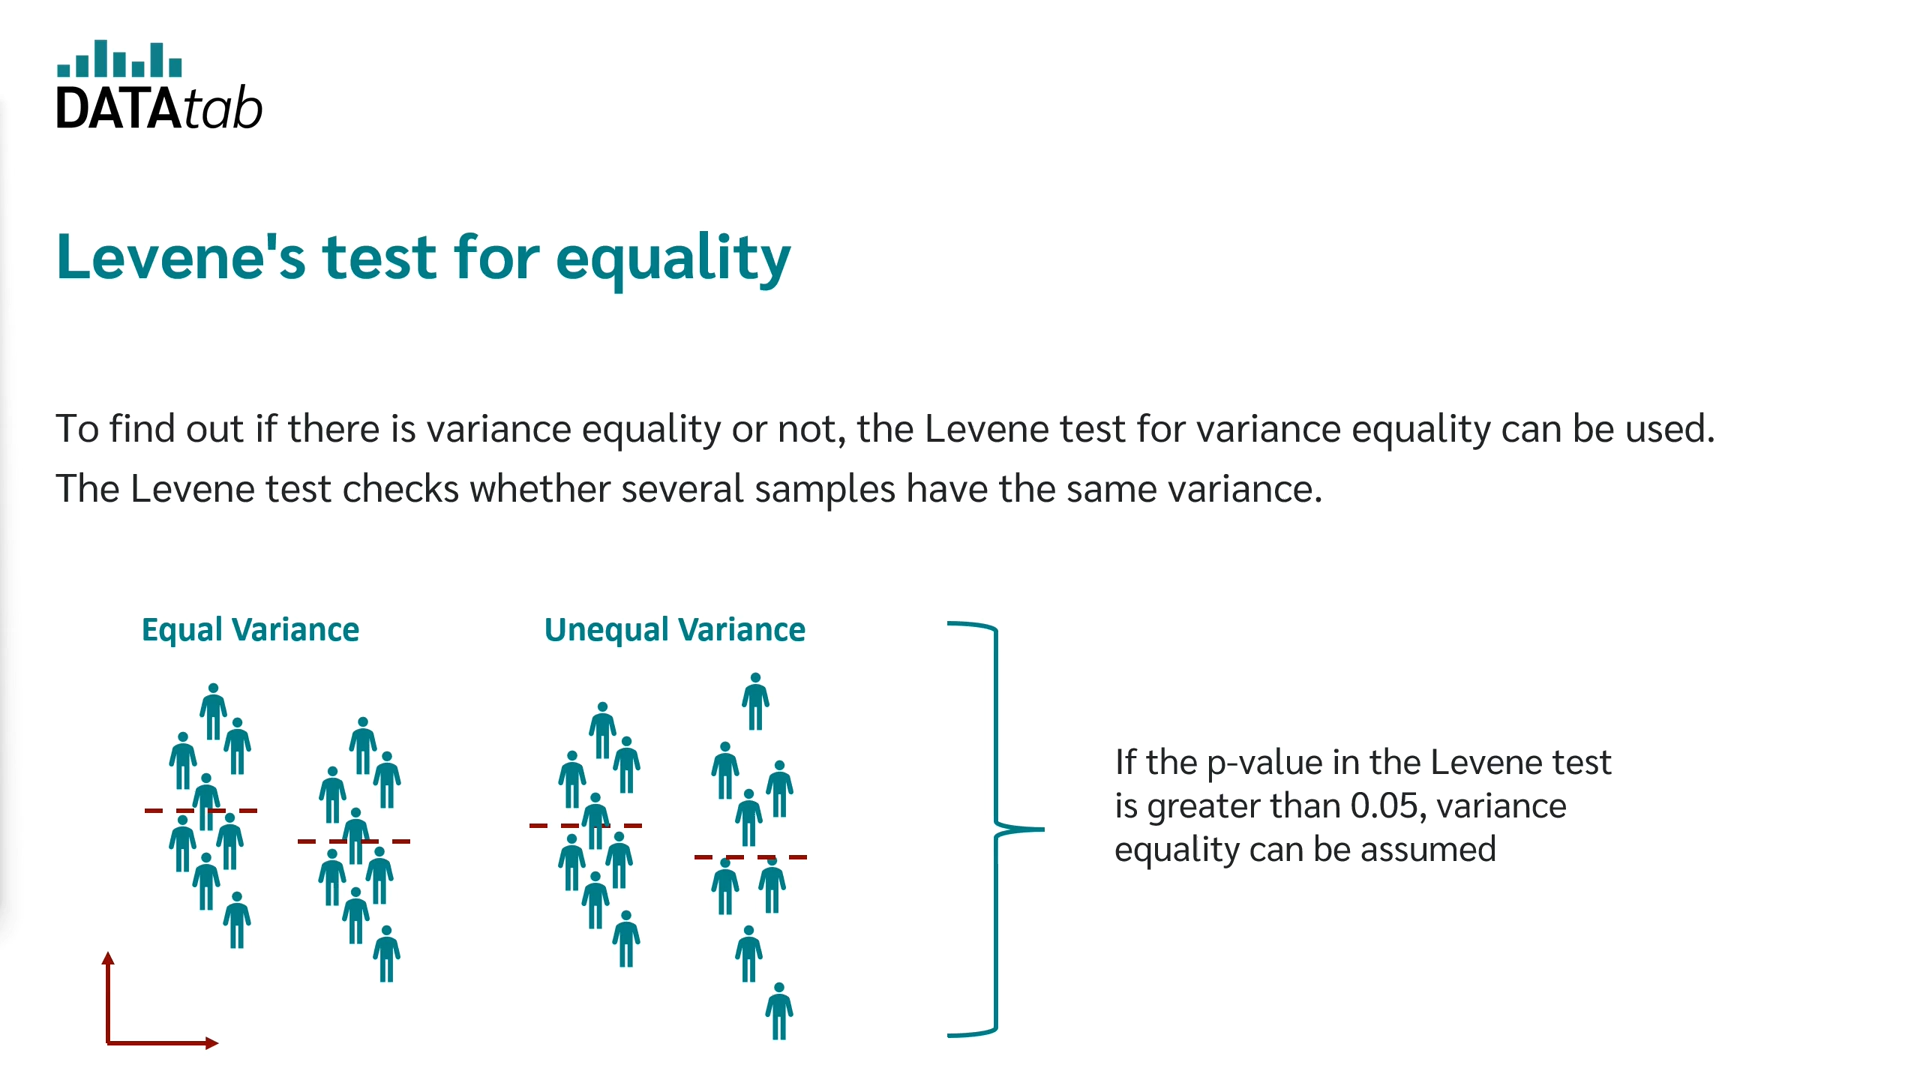 DATAtab
Levene's test for equality
To find out if there is variance equality or not, the Levene test for variance equality can be used.
The Levene test checks whether several samples have the same variance.
Equal Variance
Unequal Variance
If the p-value in the Levene test
is greater than 0.05, variance
equality can be assumed